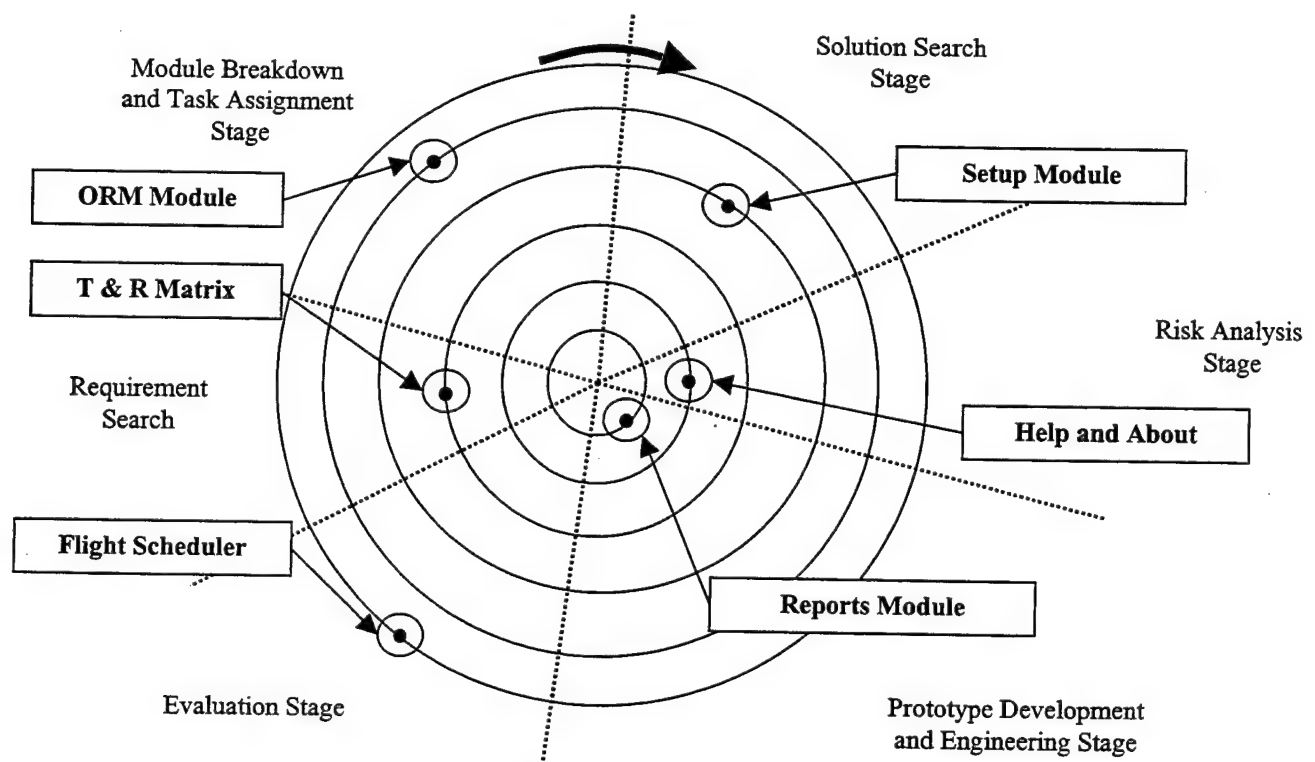 Solution Search
Stage
Module Breakdown
and Task Assignment
Stage
Setup Module
ORM Module
T & R Matrix
Risk Analysis
Stage
Requirement
Search
Help and About
Flight Scheduler
Reports Module
Evaluation Stage
Prototype Development
and Engineering Stage